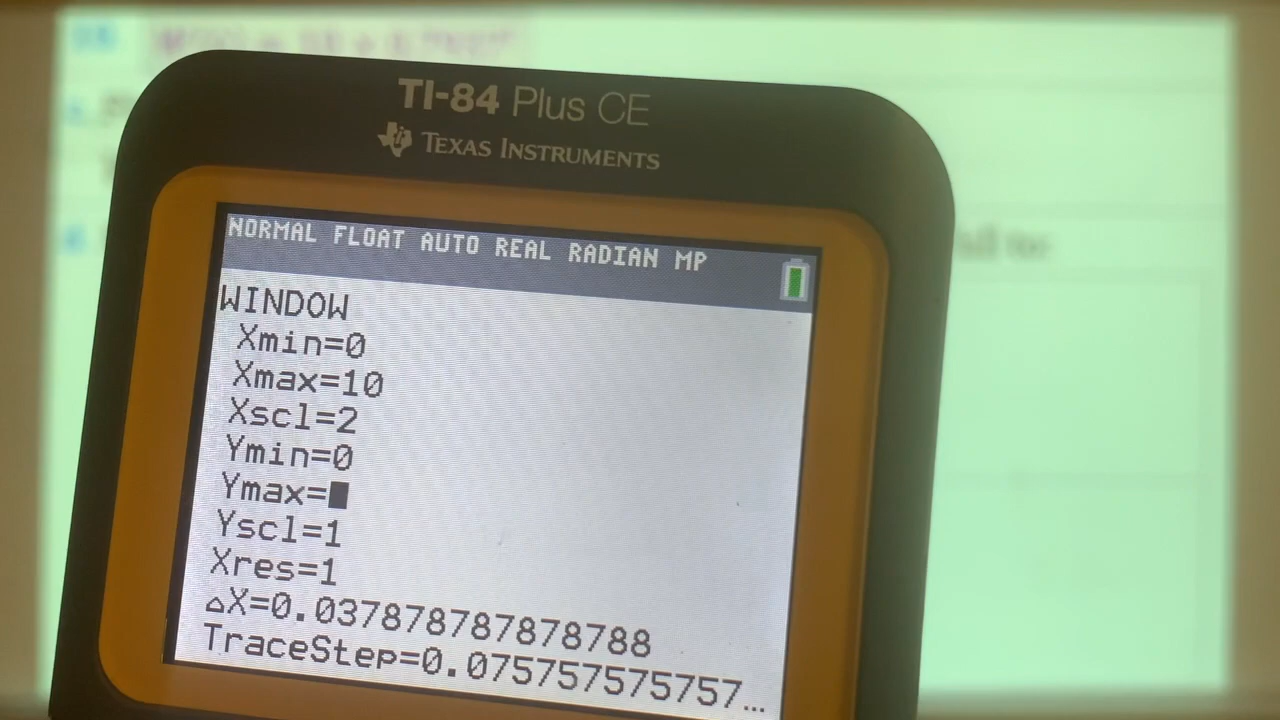 TI-84 Plus CE
TEXAS INSTRUMENTS
NORMAL FLOAT AUTO REAL RADIAN MP
WINDOW
Xmin=0
Xmax=10
Xscl=2
Ymin=0
Ymax=
Yscl=1
Xres=1
△X=0.03787878787878788
TraceStep=0.075757575757...